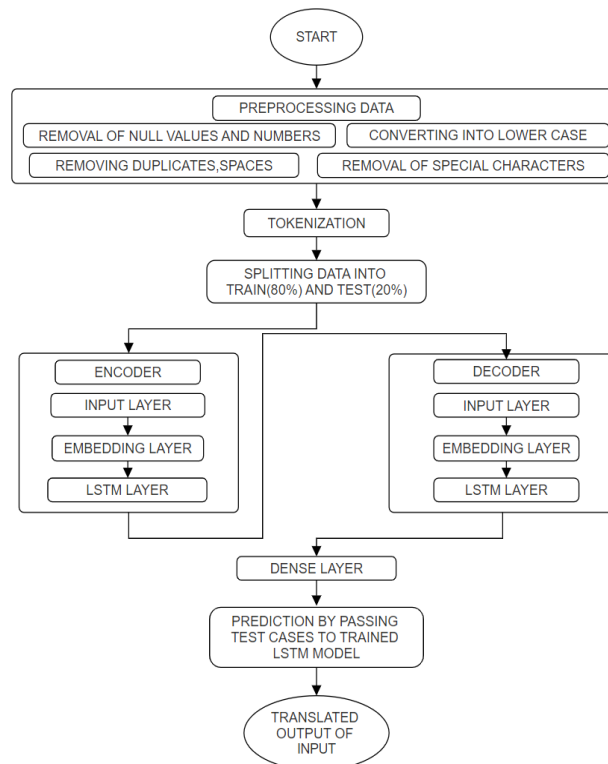 START
PREPROCESSING DATA
REMOVAL OF NULL VALUES AND NUMBERS
CONVERTING INTO LOWER CASE
REMOVING DUPLICATES,SPACES
REMOVAL OF SPECIAL CHARACTERS
TOKENIZATION
SPLITTING DATA INTO
TRAIN(80%) AND TEST(20%)
ENCODER
INPUT LAYER
EMBEDDING LAYER
LSTM LAYER
DECODER
INPUT LAYER
EMBEDDING LAYER
LSTM LAYER
DENSE LAYER
PREDICTION BY PASSING
TEST CASES TO TRAINED
LSTM MODEL
TRANSLATED
OUTPUT OF
INPUT